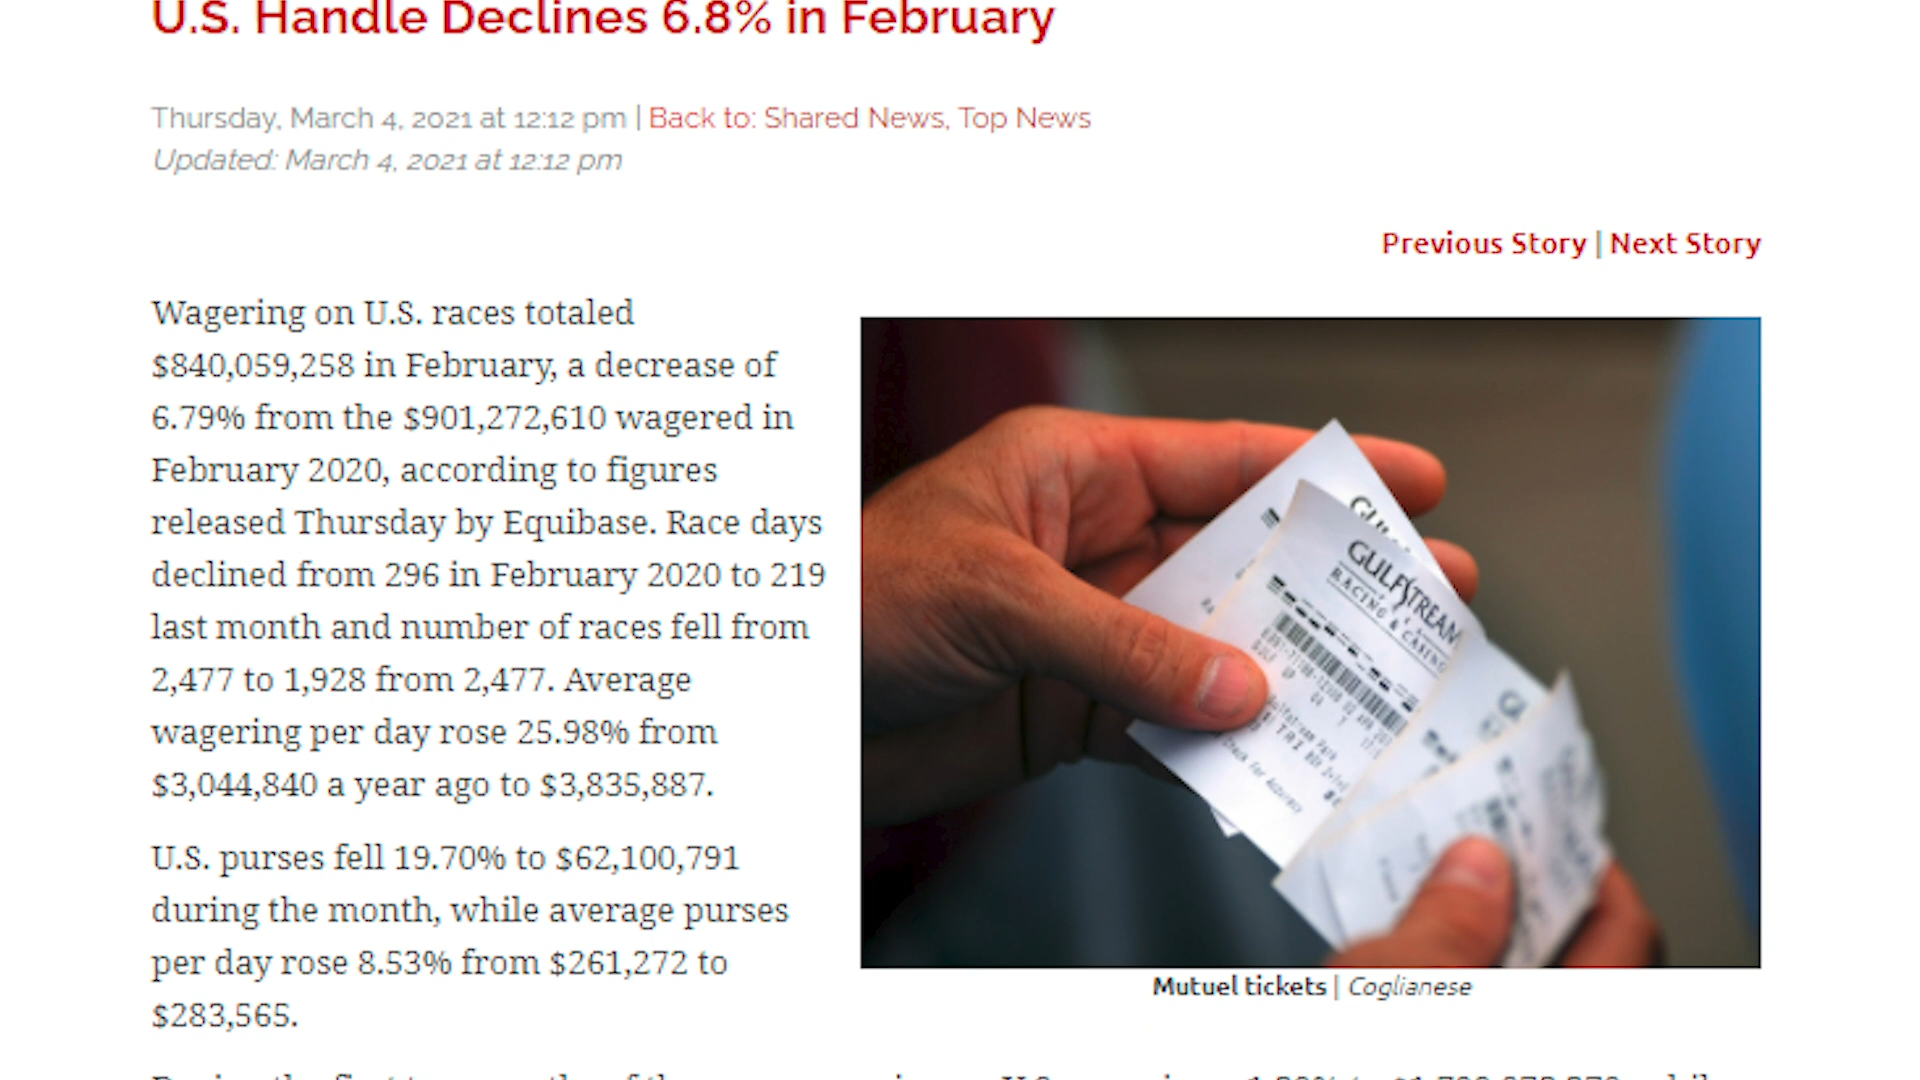 U.S. Handle Declines 6.8% in February
Thursday, March 4, 2021 at 12:12 pm | Back to: Shared News, Top News
Updated: March 4, 2021 at 12:12 pm
Previous Story | Next Story
Wagering on U.S. races totaled
$840,059,258 in February, a decrease of
6.79% from the $901,272,610 wagered in
February 2020, according to figures
released Thursday by Equibase. Race days
declined from 296 in February 2020 to 219
last month and number of races fell from
2,477 to 1,928 from 2,477. Average
wagering per day rose 25.98% from
$3,044,840 a year ago to $3,835,887.
U.S. purses fell 19.70% to $62,100,791
during the month, while average purses
per day rose 8.53% from $261,272 to
$283,565.
GULFSTREAM
RACING & CASINO
Mutuel tickets | Coglianese